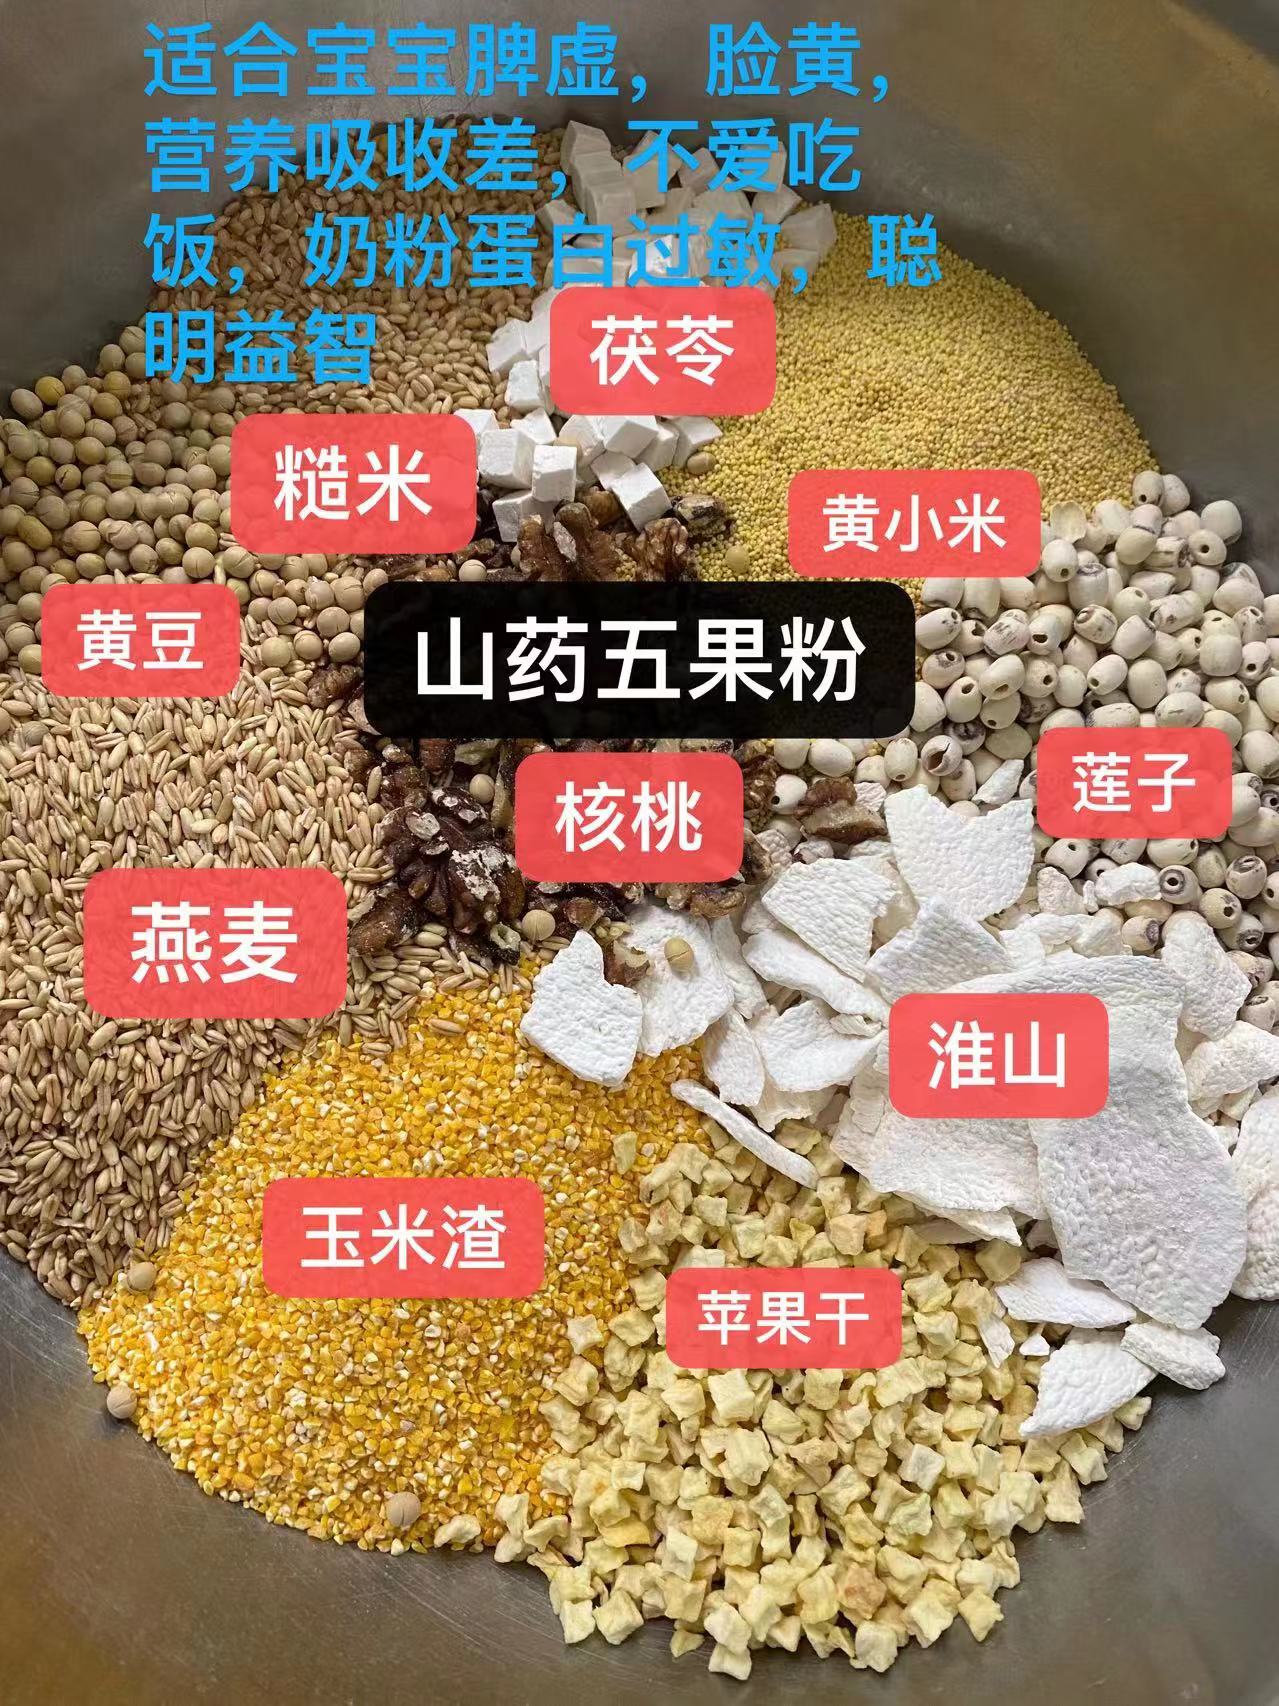 适合宝宝脾虚，脸黄，
营养吸收差，不爱吃
饭，奶粉蛋白过敏，聪
明益智
茯苓
糙米
黄小米
黄豆
山药五果粉
莲子
核桃
燕麦
淮山
玉米渣
苹果干